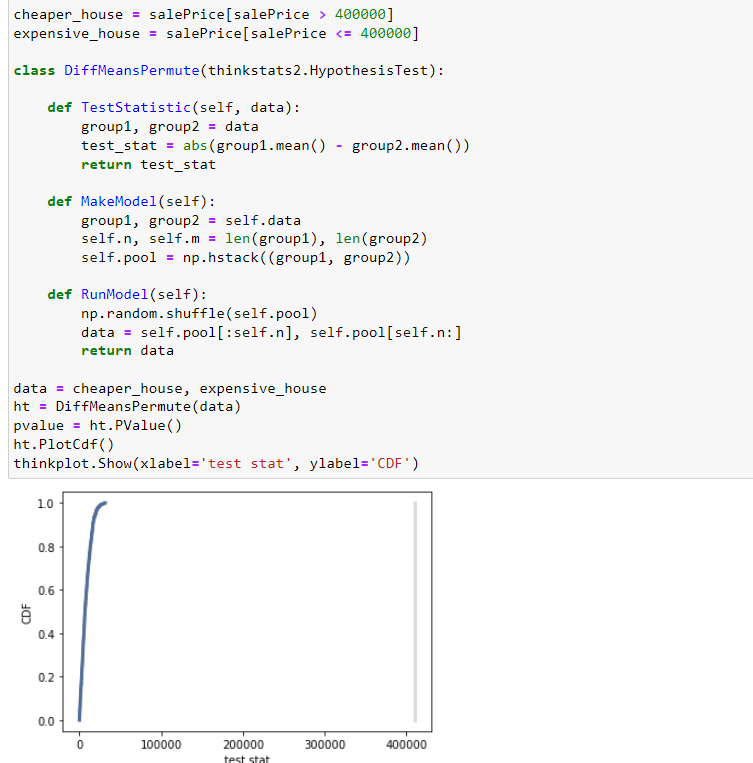 cheaper_house = salePrice[salePrice > 400000]
expensive_house = salePrice[salePrice <= 400000]
class DiffMeansPermute(thinkstats2.HypothesisTest):
    def TestStatistic(self, data):
        group1, group2 = data
        test_stat = abs(group1.mean() - group2.mean())
        return test_stat
    def MakeModel(self):
        group1, group2 = self.data
        self.n, self.m = len(group1), len(group2)
        self.pool = np.hstack((group1, group2))
    def RunModel(self):
        np.random.shuffle(self.pool)
        data = self.pool[:self.n], self.pool[self.n:]
        return data
data = cheaper_house, expensive_house
ht = DiffMeansPermute(data)
pvalue = ht.PValue()
ht.PlotCdf()
thinkplot.Show(xlabel='test stat', ylabel='CDF')
1.0
0.8
0.6
0.4
0.2
0.0
CDF
0 100000 200000 300000 400000
test stat